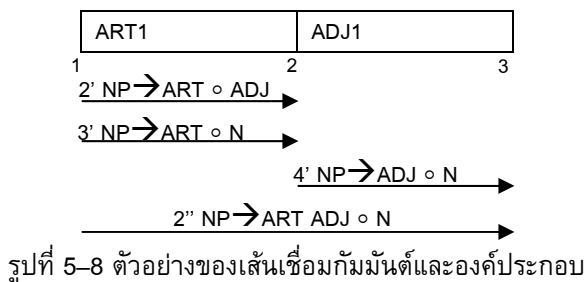 ART1 ADJ1
1 2 3
2' NP→ART ○ ADJ
3' NP→ART ○ N
4' NP→ADJ ○ N
2'' NP→ART ADJ ○ N
รูปที่ 5–8 ตัวอย่างของเส้นเชื่อมกัมมันต์และองค์ประกอบ